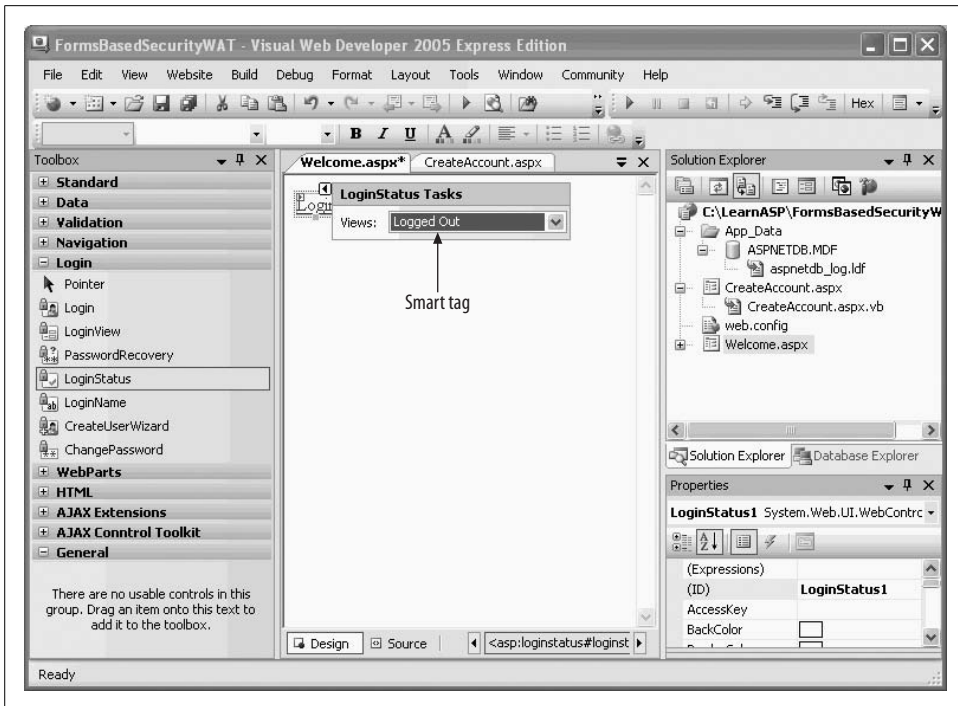 FormsBasedSecurityWAT - Visual Web Developer 2005 Express Edition
File Edit View Website Build Debug Format Layout Tools Window Community Help
Hex
B I U A
Toolbox
Standard
Data
Validation
Navigation
Login
Pointer
Login
LoginView
PasswordRecovery
LoginStatus
LoginName
CreateUserWizard
ChangePassword
WebParts
HTML
AJAX Extensions
AJAX Conntrol Toolkit
General
There are no usable controls in this
group. Drag an item onto this text to
add it to the toolbox.
Welcome.aspx* CreateAccount.aspx
LoginStatus Tasks
Views: Logged Out
Smart tag
Design Source <asp:loginstatus#loginst
Solution Explorer
C:\LearnASP\FormsBasedSecurityW
App_Data
ASPNETDB.MDF
aspnetdb_log.ldf
CreateAccount.aspx
CreateAccount.aspx.vb
web.config
Welcome.aspx
Solution Explorer Database Explorer
Properties
LoginStatus1 System.Web.UI.WebContrc
(Expressions)
(ID) LoginStatus1
AccessKey
BackColor
Ready